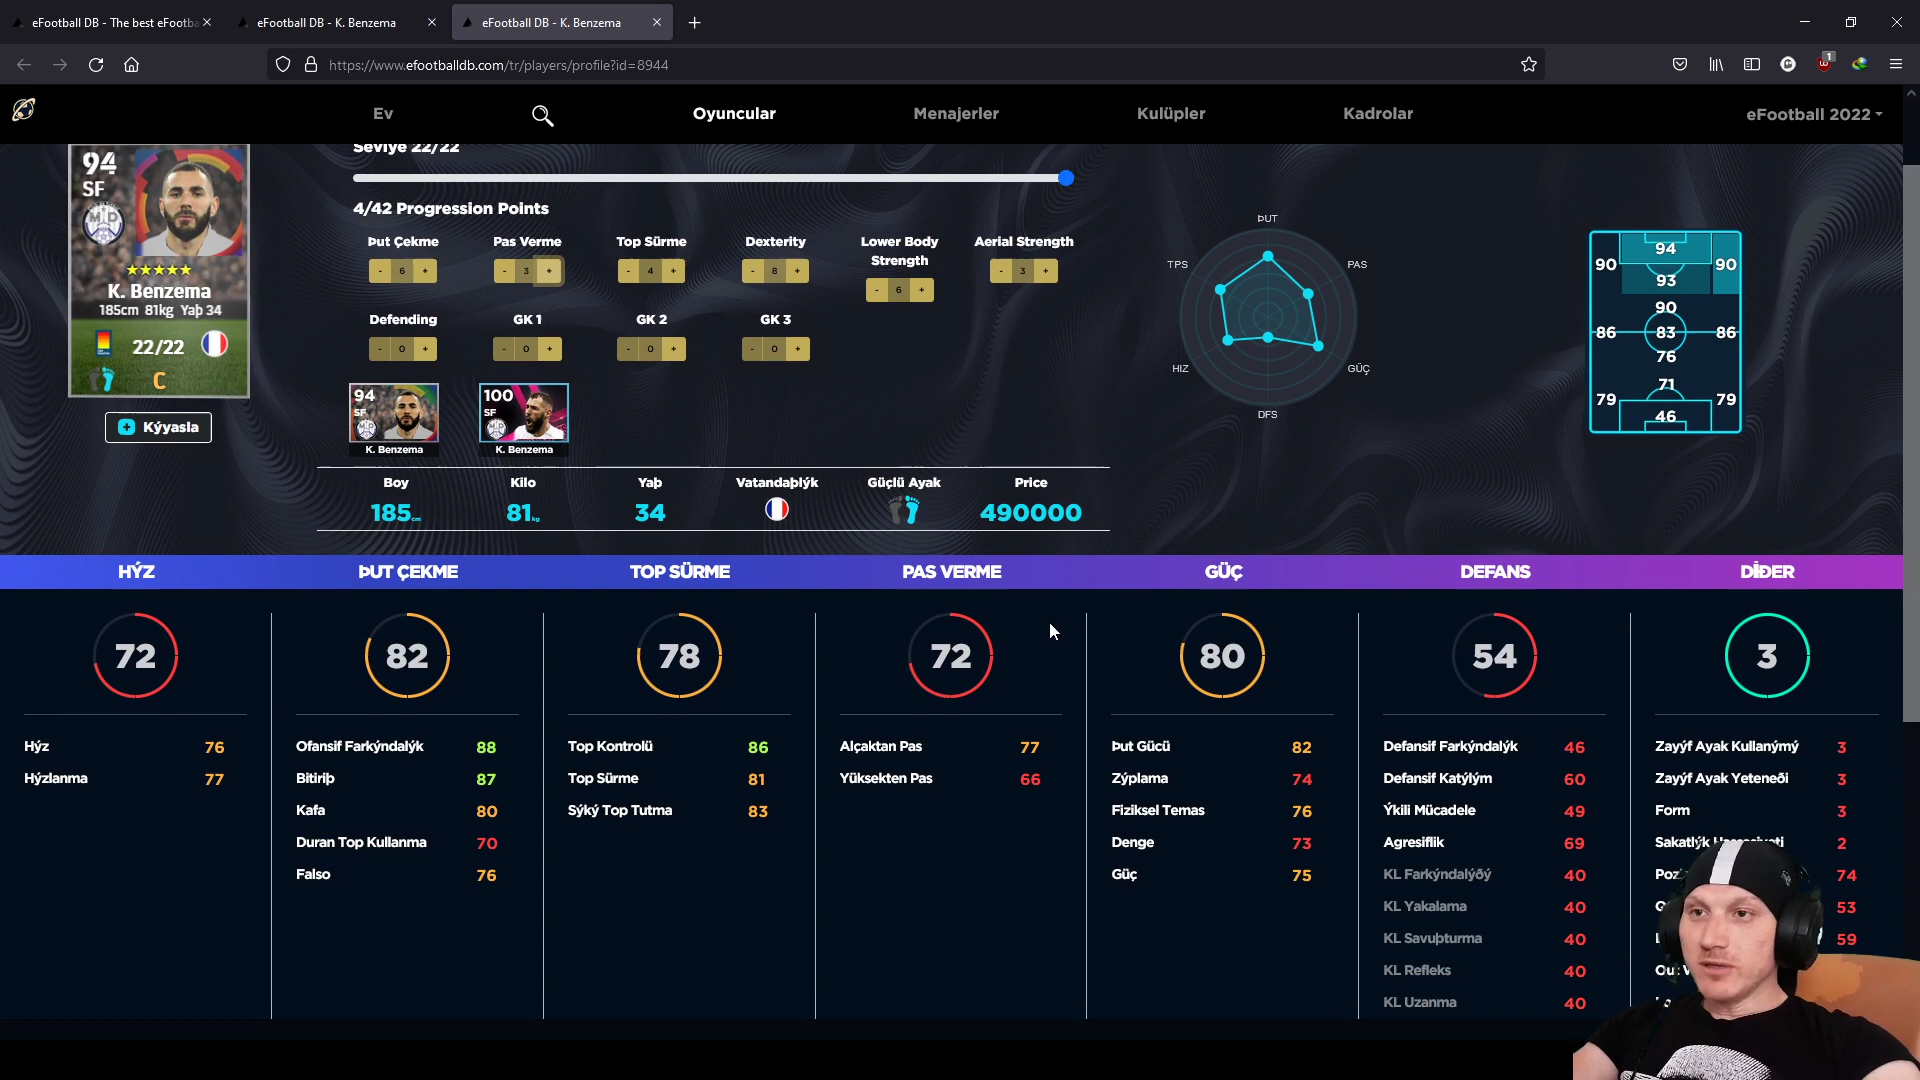 eFootball DB - The best eFootba
eFootball DB - K. Benzema
eFootball DB - K. Benzema
https://www.efootballdb.com/tr/players/profile?id=8944
1
Ev
Oyuncular
Menajerler
Kulüpler
Kadrolar
eFootball 2022
Seviye 22/22
4/42 Progression Points
94
SF
K. Benzema
185cm 81kg Yaþ 34
22/22
C
Kýyasla
Þut Çekme
Pas Verme
Top Sürme
Dexterity
Lower Body
Strength
Aerial Strength
- 6 +
- 3 +
- 4 +
- 8 +
- 6 +
- 3 +
Defending
GK 1
GK 2
GK 3
- 0 +
- 0 +
- 0 +
- 0 +
94
SF
K. Benzema
100
SF
K. Benzema
Boy
Kilo
Yaþ
Vatandaþlýk
Güçlü Ayak
Price
185cm
81kg
34
490000
ÞUT
PAS
GÜÇ
DFS
HIZ
TPS
94
90
90
93
90
86
83
86
76
71
79
79
46
HÝZ
ÞUT ÇEKME
TOP SÜRME
PAS VERME
GÜÇ
DEFANS
DİÐER
72
82
78
72
80
54
3
Hýz 76
Hýzlanma 77
Ofansif Farkýndalýk 88
Bitiriþ 87
Kafa 80
Duran Top Kullanma 70
Falso 76
Top Kontrolü 86
Top Sürme 81
Sýký Top Tutma 83
Alçaktan Pas 77
Yüksekten Pas 66
Þut Gücü 82
Zýplama 74
Fiziksel Temas 76
Denge 73
Güç 75
Defansif Farkýndalýk 46
Defansif Katýlým 60
Ýkili Mücadele 49
Agresiflik 69
KL Farkýndalýðý 40
KL Yakalama 40
KL Savuþturma 40
KL Refleks 40
KL Uzanma 40
Zayýf Ayak Kullanýmý 3
Zayýf Ayak Yeteneði 3
Form 3
Sakatlýk 2
74
53
59